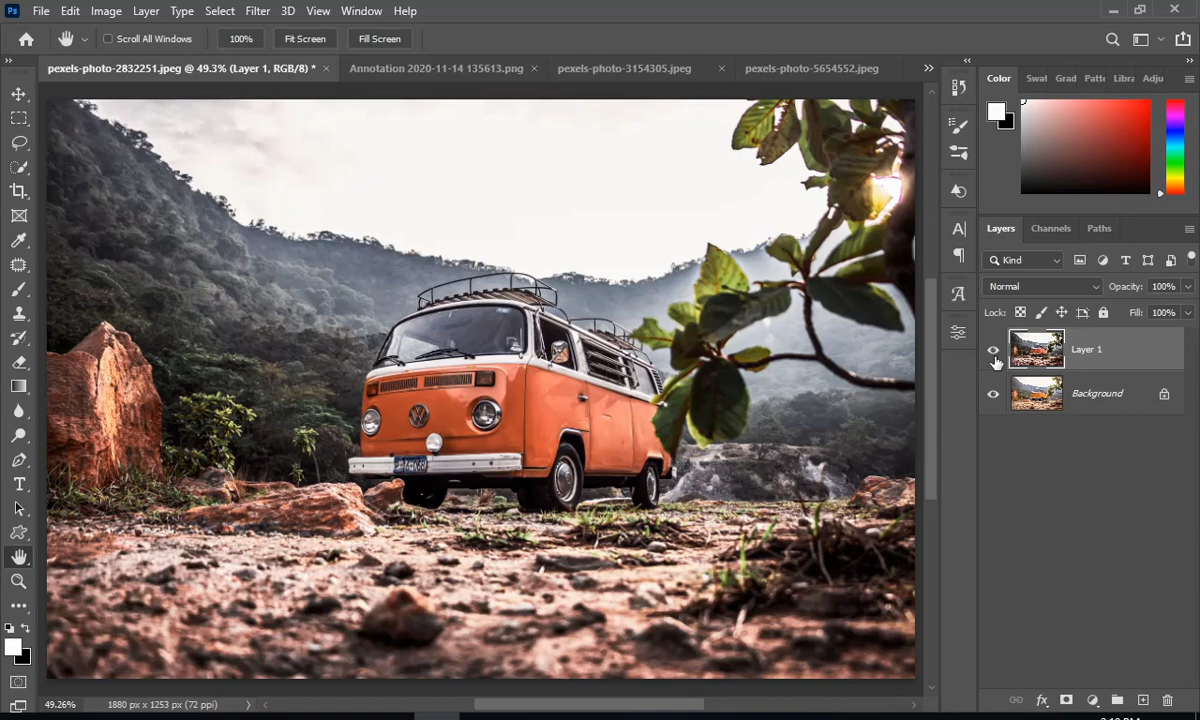 Ps File Edit Image Layer Type Select Filter 3D View Window Help
Scroll All Windows 100% Fit Screen Fill Screen
pexels-photo-2832251.jpeg @ 49.3% (Layer 1, RGB/8) * × Annotation 2020-11-14 135613.png × pexels-photo-3154305.jpeg × pexels-photo-5654552.jpeg
Color Swat Grad Patt Libra Adju
Layers Channels Paths
Kind
Normal Opacity: 100%
Lock: Fill: 100%
Layer 1
Background
49.26% 1880 px x 1253 px (72 ppi)